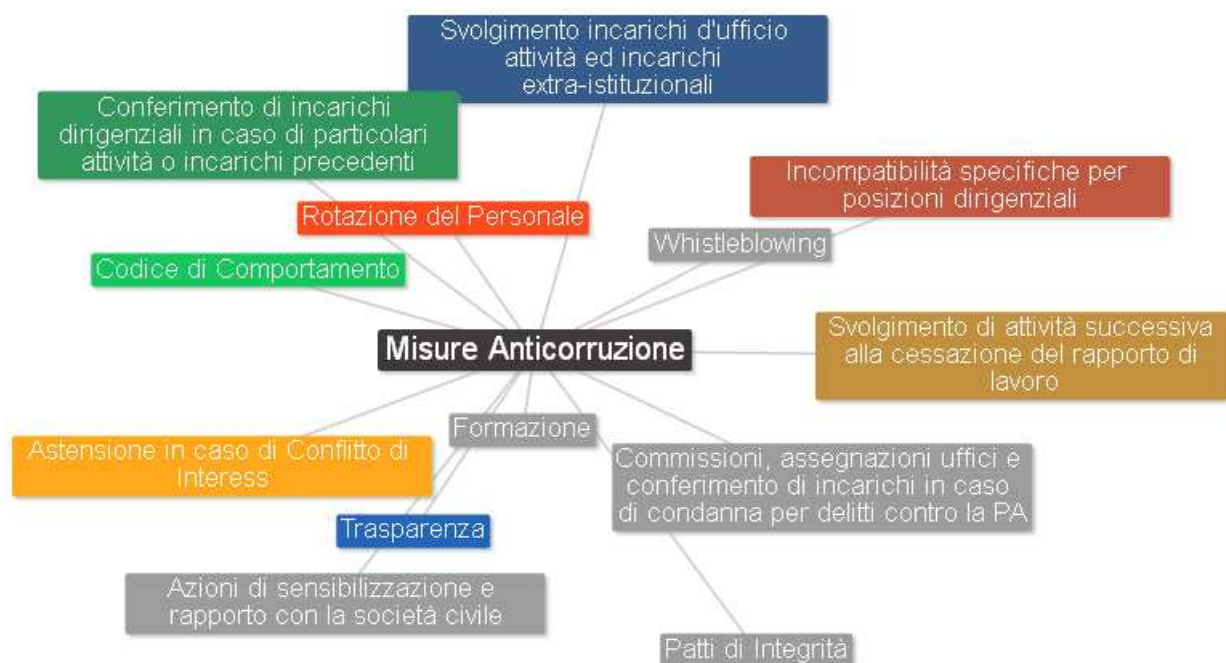 Svolgimento incarichi d'ufficio
attività ed incarichi
extra-istituzionali
Conferimento di incarichi
dirigenziali in caso di particolari
attività o incarichi precedenti
Incompatibilità specifiche per
posizioni dirigenziali
Rotazione del Personale
Whistleblowing
Codice di Comportamento
Misure Anticorruzione
Svolgimento di attività successiva
alla cessazione del rapporto di
lavoro
Formazione
Astensione in caso di Conflitto di
Interess
Commissioni, assegnazioni uffici e
conferimento di incarichi in caso
di condanna per delitti contro la PA
Trasparenza
Azioni di sensibilizzazione e
rapporto con la società civile
Patti di Integrità